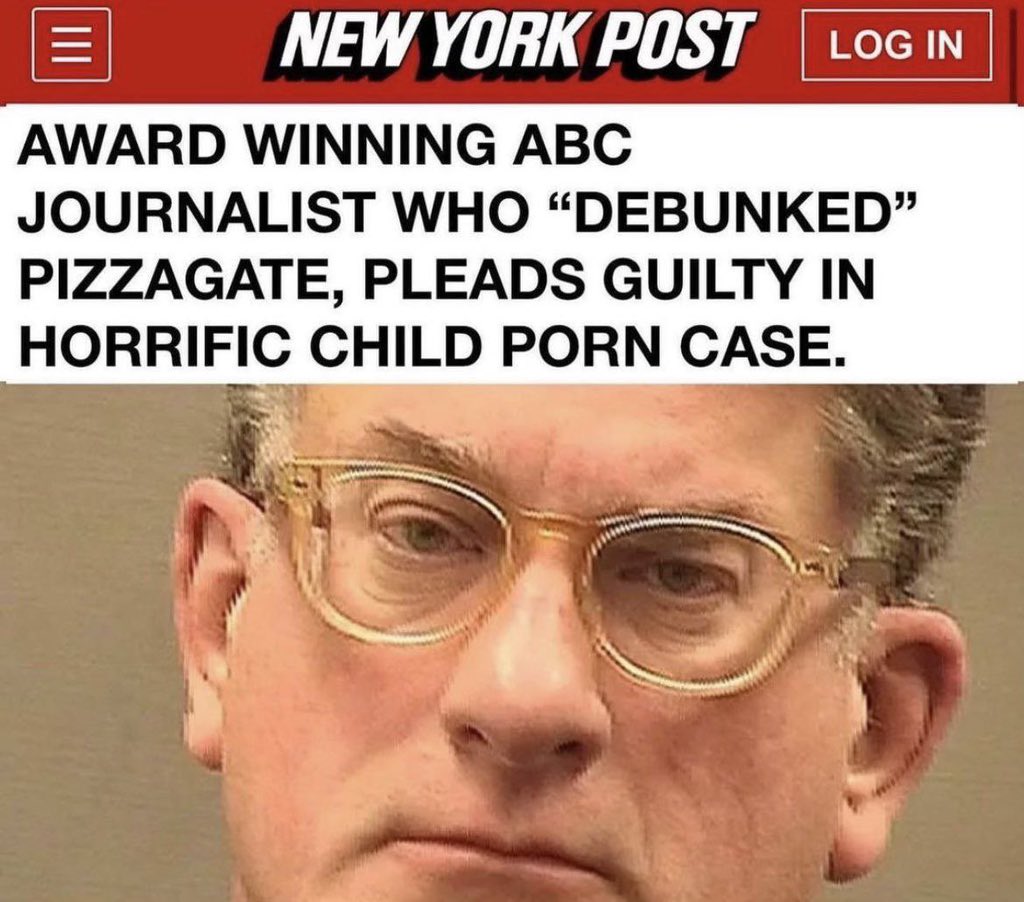 NEW YORK POST
LOG IN
AWARD WINNING ABC
JOURNALIST WHO “DEBUNKED”
PIZZAGATE, PLEADS GUILTY IN
HORRIFIC CHILD PORN CASE.